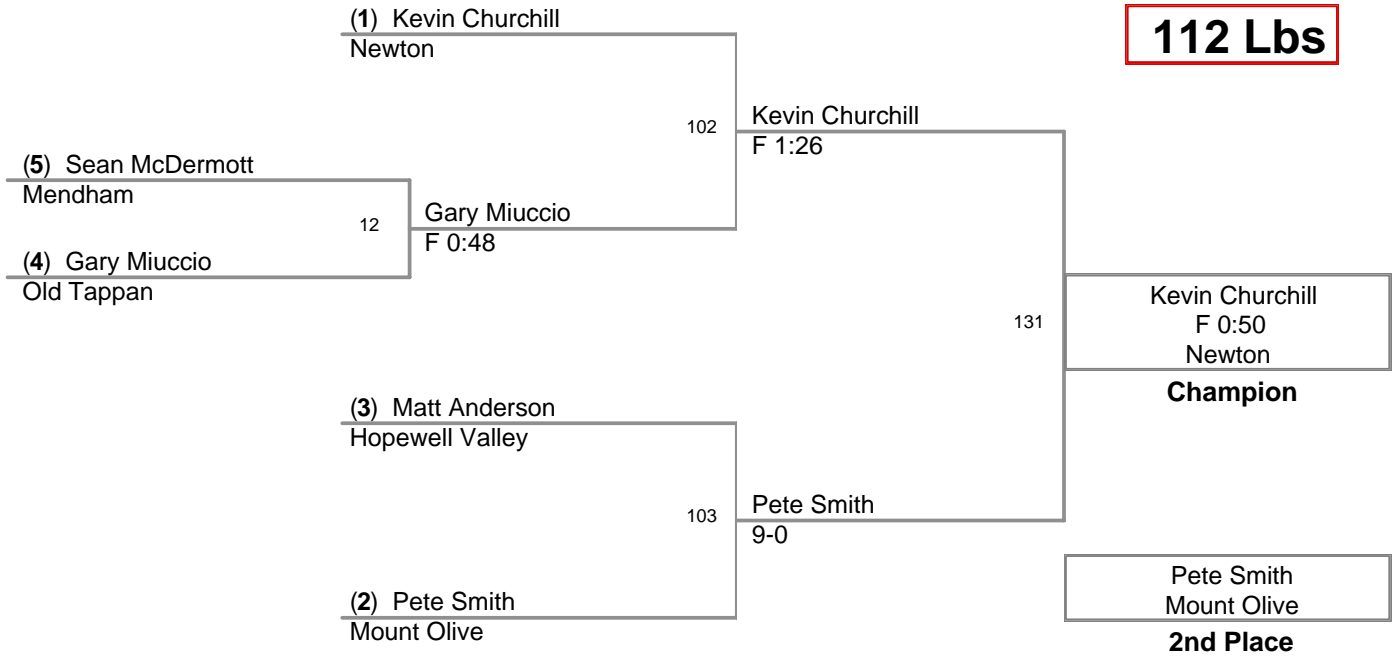 (1) Kevin Churchill
Newton
112 Lbs
102
Kevin Churchill
F 1:26
(5) Sean McDermott
Mendham
12
Gary Miuccio
F 0:48
(4) Gary Miuccio
Old Tappan
131
Kevin Churchill
F 0:50
Newton
Champion
(3) Matt Anderson
Hopewell Valley
103
Pete Smith
9-0
(2) Pete Smith
Mount Olive
Pete Smith
Mount Olive
2nd Place